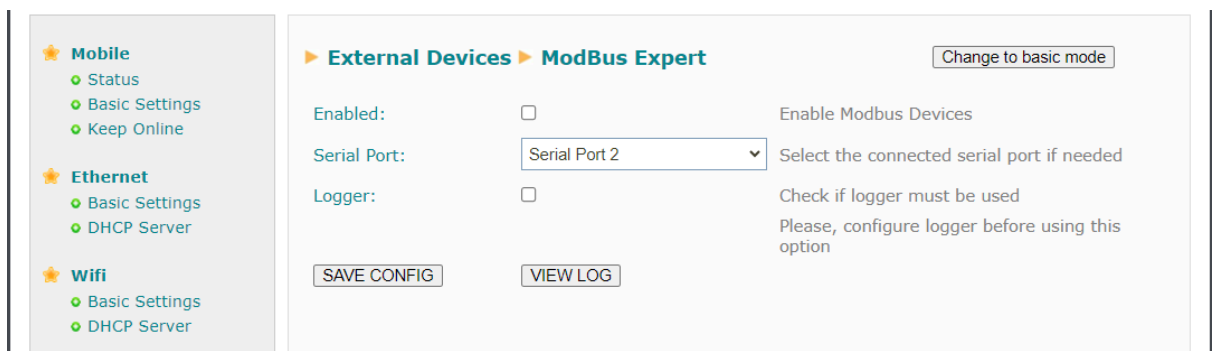 Mobile
Status
Basic Settings
Keep Online
Ethernet
Basic Settings
DHCP Server
Wifi
Basic Settings
DHCP Server
External Devices ModBus Expert
Change to basic mode
Enabled: Enable Modbus Devices
Serial Port: Serial Port 2 Select the connected serial port if needed
Logger: Check if logger must be used
Please, configure logger before using this
option
SAVE CONFIG VIEW LOG